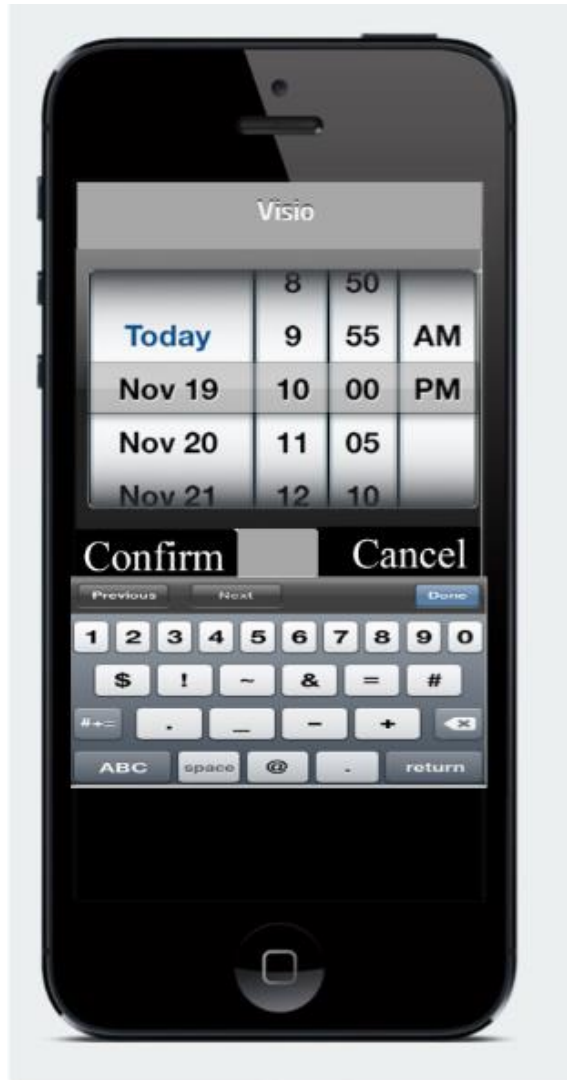 Visio
8 50
Today 9 55 AM
Nov 19 10 00 PM
Nov 20 11 05
Nov 21 12 10
Confirm Cancel
Previous Next Done
1 2 3 4 5 6 7 8 9 0
$ ! ~ & = #
#+= . _ - +
ABC space @ . return